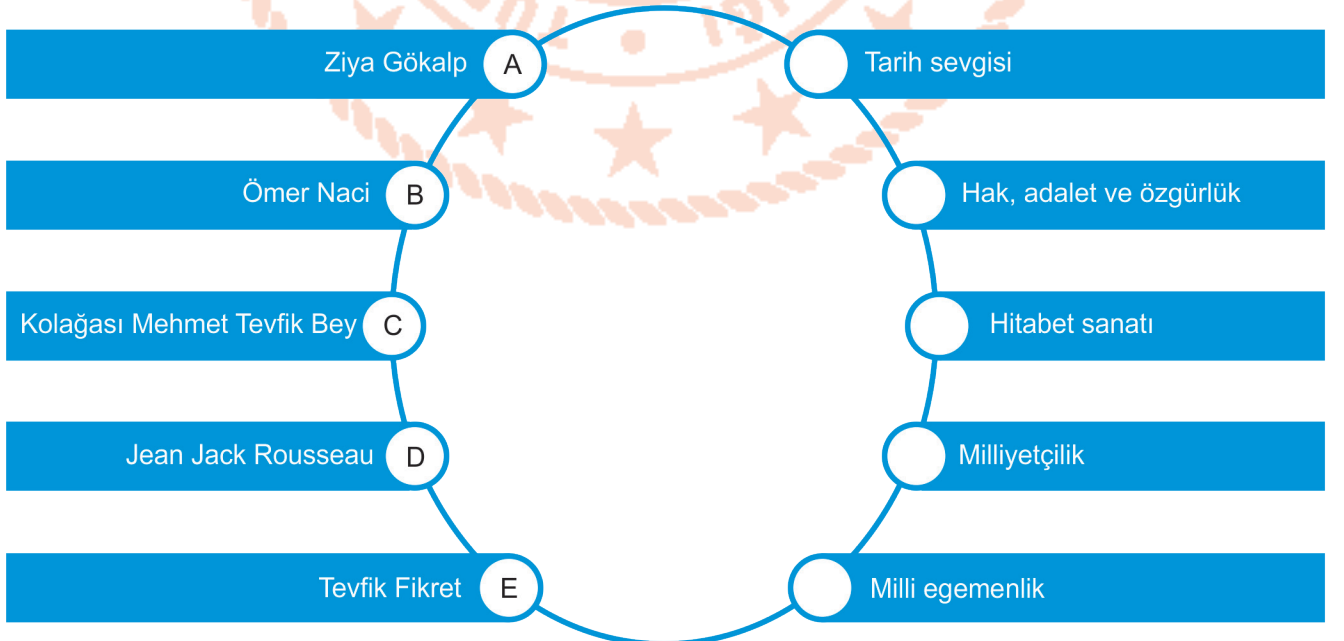 Ziya Gökalp A Tarih sevgisi
Ömer Naci B Hak, adalet ve özgürlük
Kolağası Mehmet Tevfik Bey C Hitabet sanatı
Jean Jack Rousseau D Milliyetçilik
Tevfik Fikret E Milli egemenlik